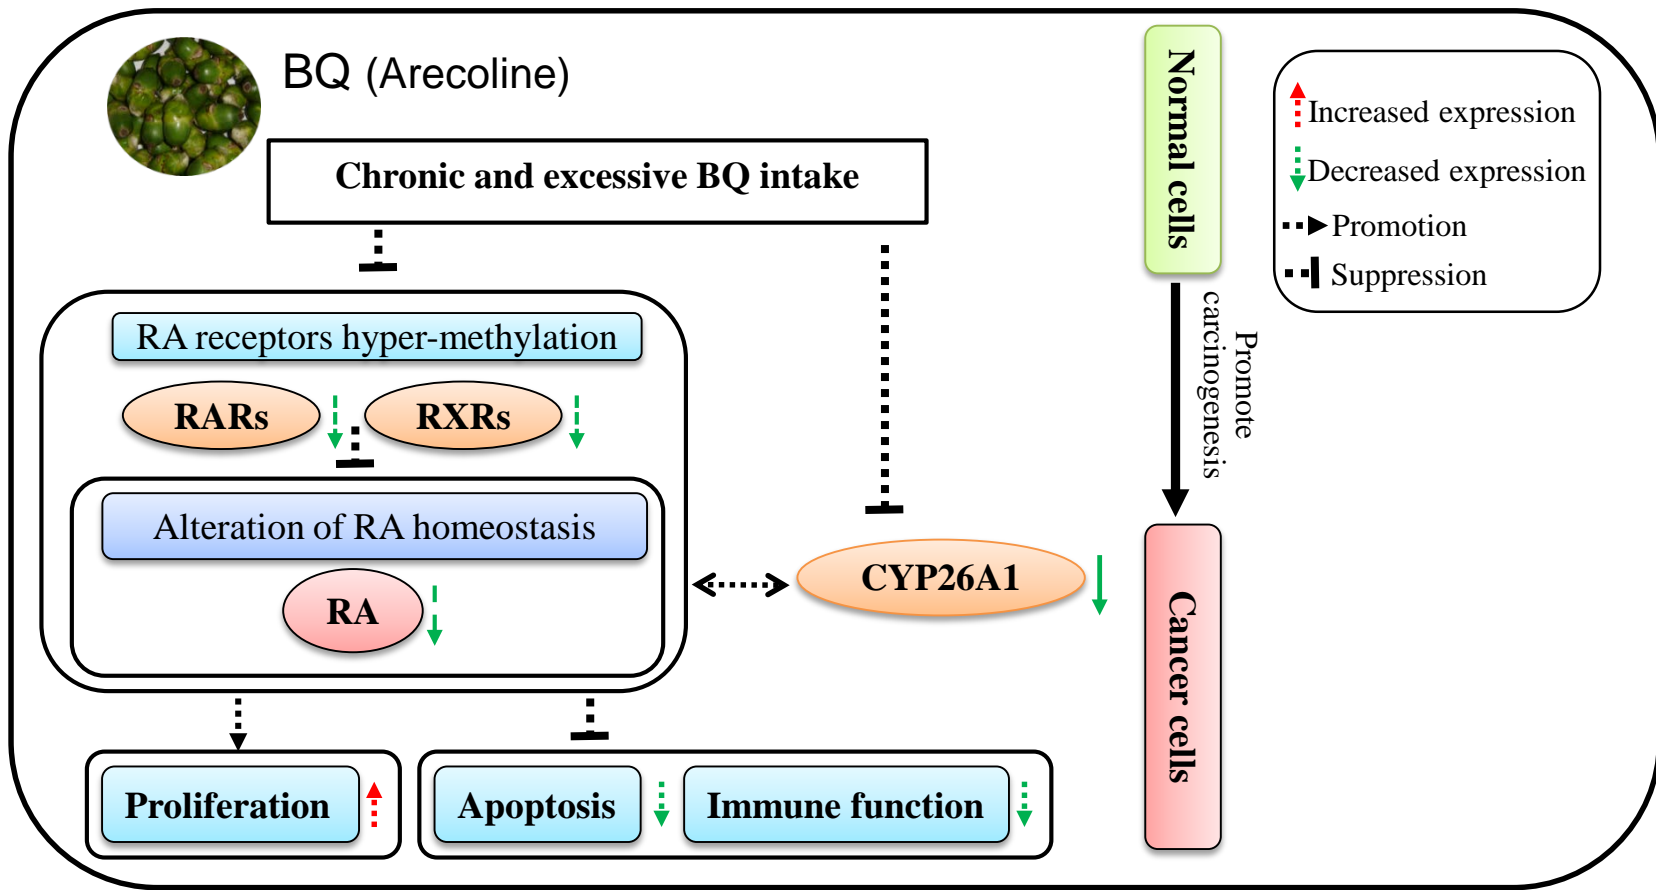 BQ (Arecoline)
Chronic and excessive BQ intake
RA receptors hyper-methylation
RARs
RXRs
Alteration of RA homeostasis
RA
CYP26A1
Proliferation
Apoptosis
Immune function
Normal cells
Promote
carcinogenesis
Cancer cells
Increased expression
Decreased expression
Promotion
Suppression